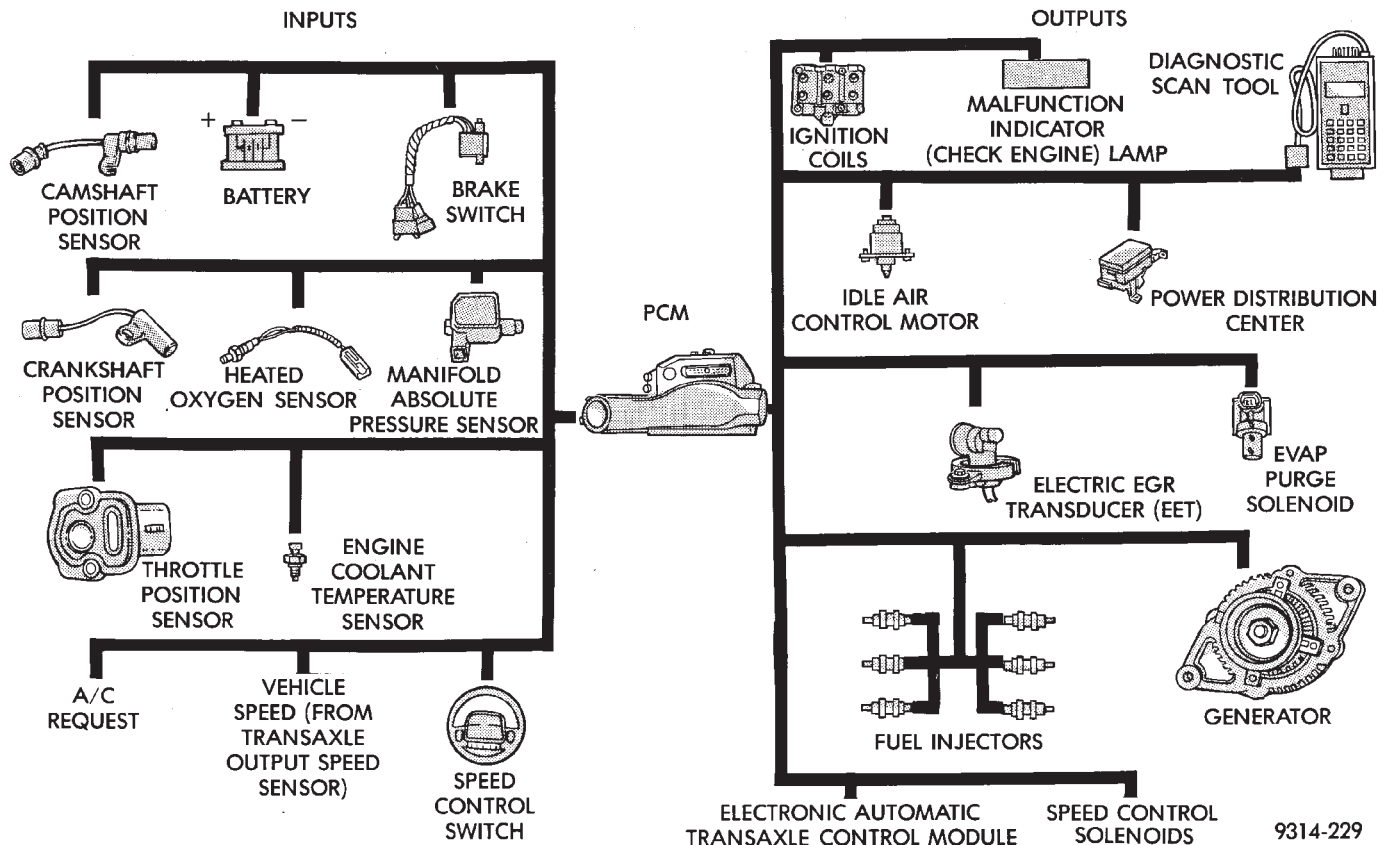 INPUTS
CAMSHAFT
POSITION
SENSOR
+ −
BATTERY
BRAKE
SWITCH
CRANKSHAFT
POSITION
SENSOR
HEATED
OXYGEN SENSOR
MANIFOLD
ABSOLUTE
PRESSURE SENSOR
THROTTLE
POSITION
SENSOR
ENGINE
COOLANT
TEMPERATURE
SENSOR
A/C
REQUEST
VEHICLE
SPEED (FROM
TRANSAXLE
OUTPUT SPEED
SENSOR)
SPEED
CONTROL
SWITCH
PCM
OUTPUTS
IGNITION
COILS
MALFUNCTION
INDICATOR
(CHECK ENGINE) LAMP
DIAGNOSTIC
SCAN TOOL
IDLE AIR
CONTROL MOTOR
POWER DISTRIBUTION
CENTER
ELECTRIC EGR
TRANSDUCER (EET)
EVAP
PURGE
SOLENOID
FUEL INJECTORS
GENERATOR
ELECTRONIC AUTOMATIC
TRANSAXLE CONTROL MODULE
SPEED CONTROL
SOLENOIDS
9314-229